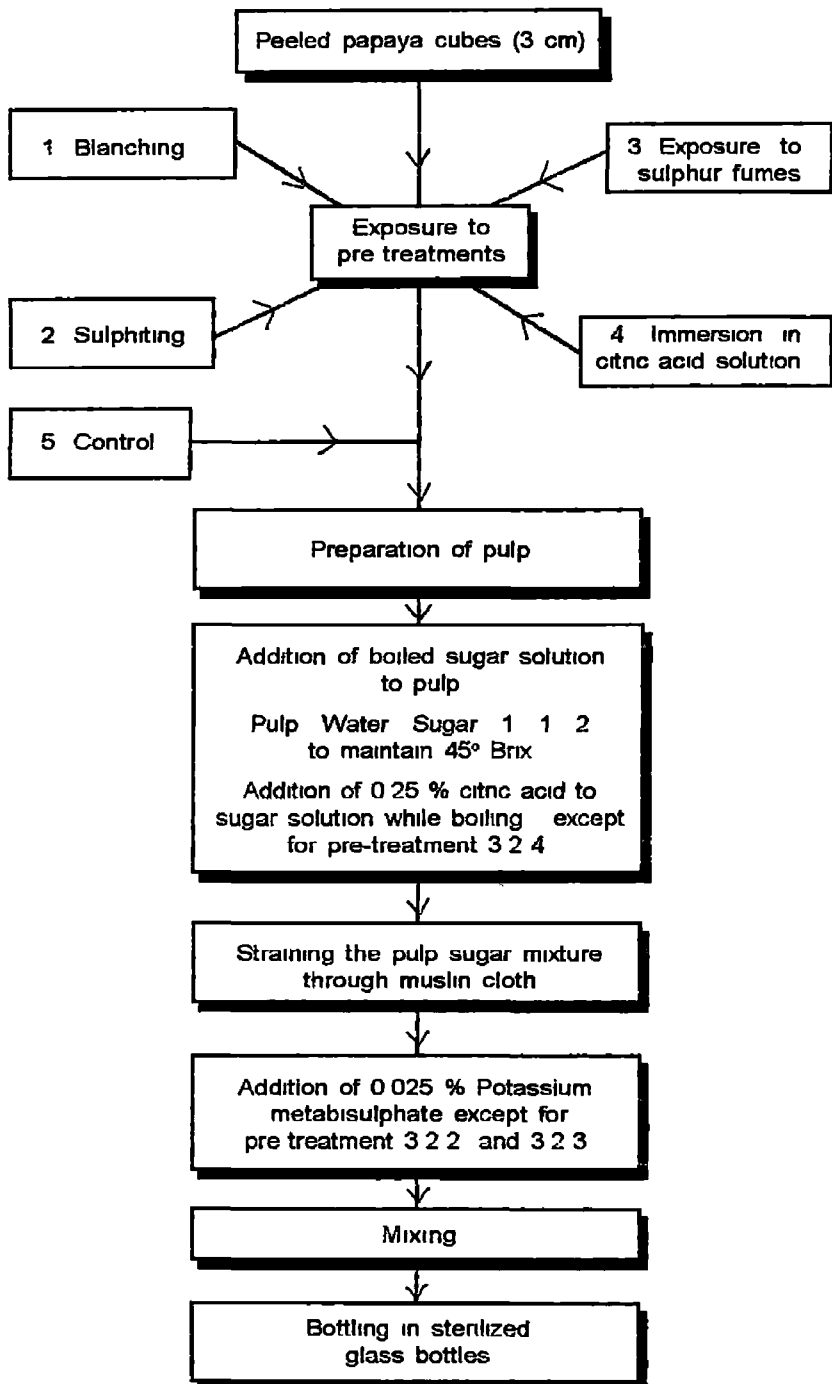 Peeled papaya cubes (3 cm)
1 Blanching
3 Exposure to
sulphur fumes
Exposure to
pre treatments
2 Sulphiting
4 Immersion in
citric acid solution
5 Control
Preparation of pulp
Addition of boiled sugar solution
to pulp
Pulp Water Sugar 1 1 2
to maintain 45º Brix
Addition of 0 25 % citric acid to
sugar solution while boiling except
for pre-treatment 3 2 4
Straining the pulp sugar mixture
through muslin cloth
Addition of 0 025 % Potassium
metabisulphate except for
pre treatment 3 2 2 and 3 2 3
Mixing
Bottling in sterilized
glass bottles